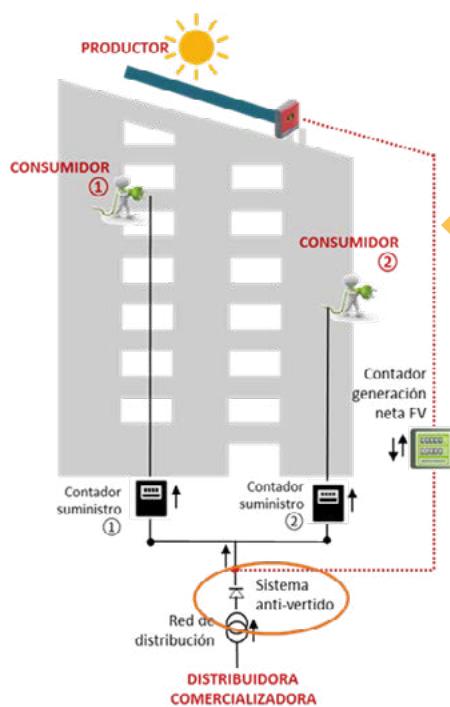 PRODUCTOR
CONSUMIDOR
①
CONSUMIDOR
②
Contador
generación
neta FV
Contador
suministro
①
Contador
suministro
②
Sistema
anti-vertido
Red de
distribución
DISTRIBUIDORA
COMERCIALIZADORA